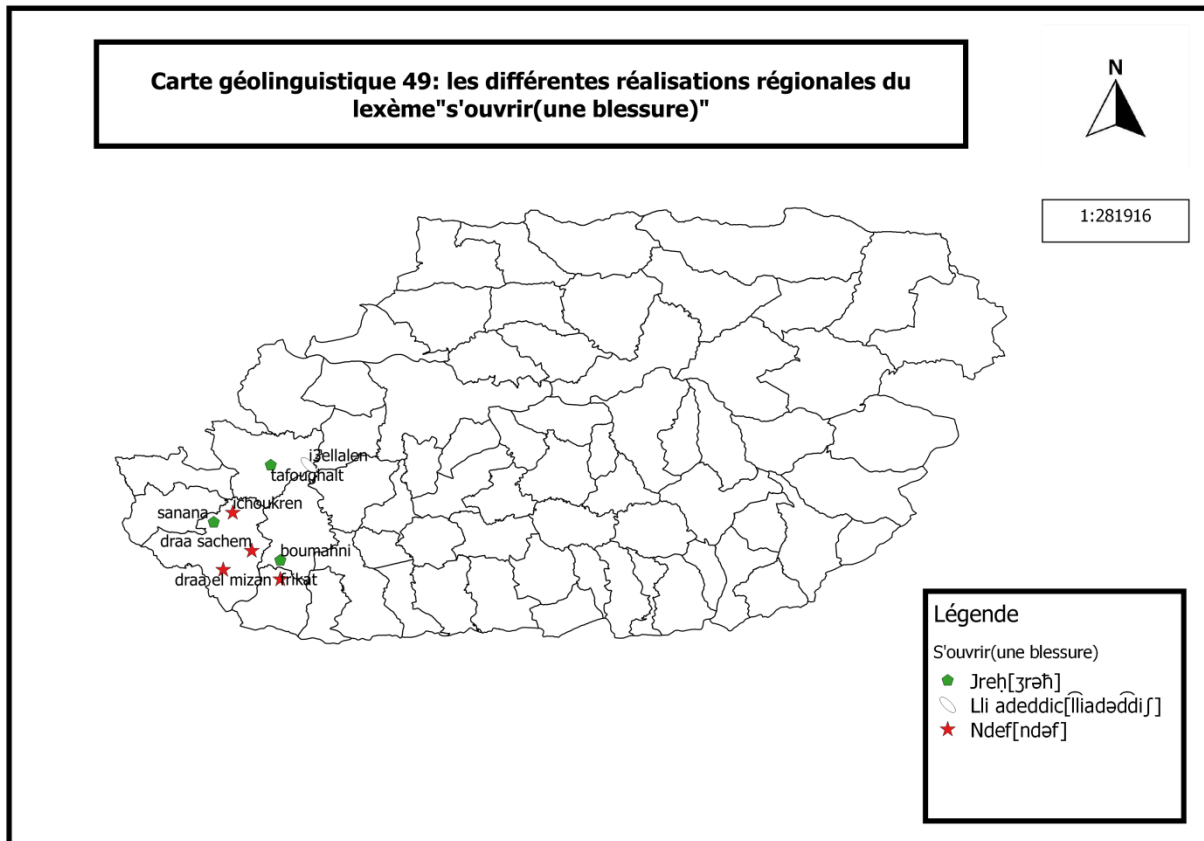 Carte géolinguistique 49: les différentes réalisations régionales du
lexème"s'ouvrir(une blessure)"
N
1:281916
i3ellalen
tafoughalt
ichoukren
sanana
draa sachem
boumahni
draa el mizan
frikat
Légende
S'ouvrir(une blessure)
Jreḥ[ʒrəħ]
Lli adeddic[l͡liadəd͡diʃ]
Ndef[ndəf]